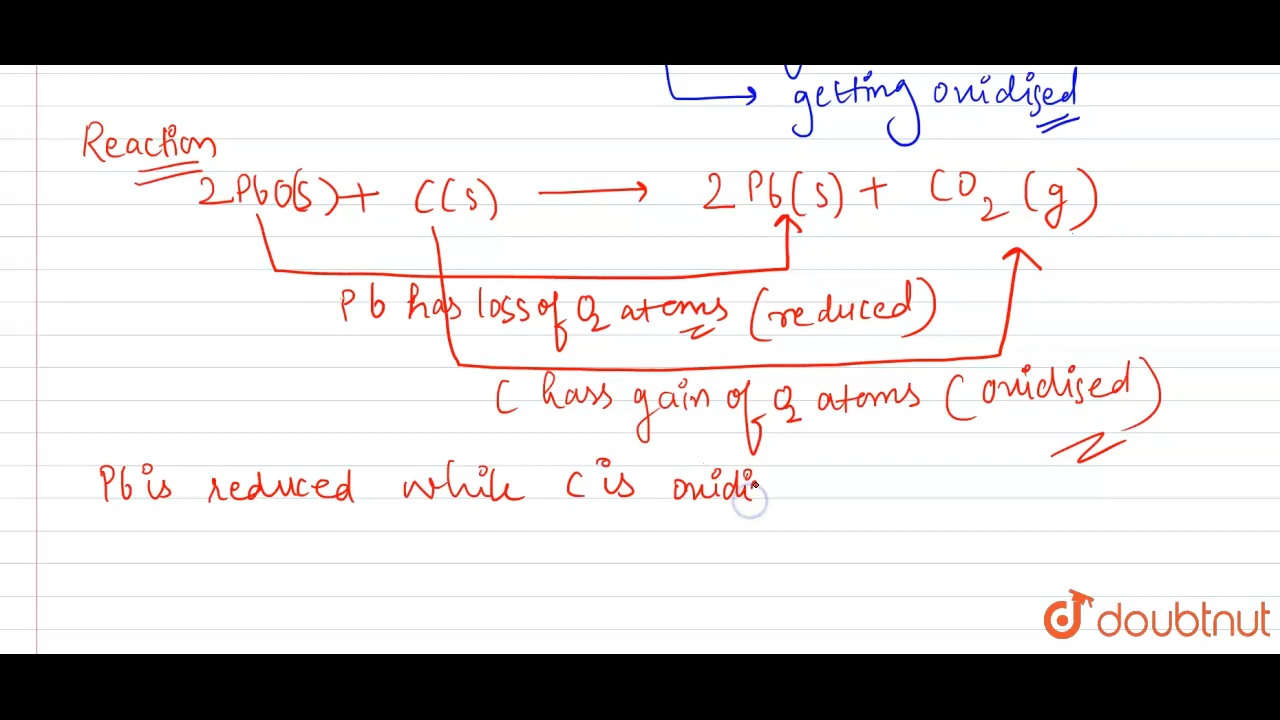 getting oxidised
Reaction
2PbO(s) + C(s) → 2Pb(s) + CO2(g)
Pb has loss of O2 atoms (reduced)
C hass gain of O2 atoms (oxidised)
Pb is reduced while C is oxidi
doubtnut